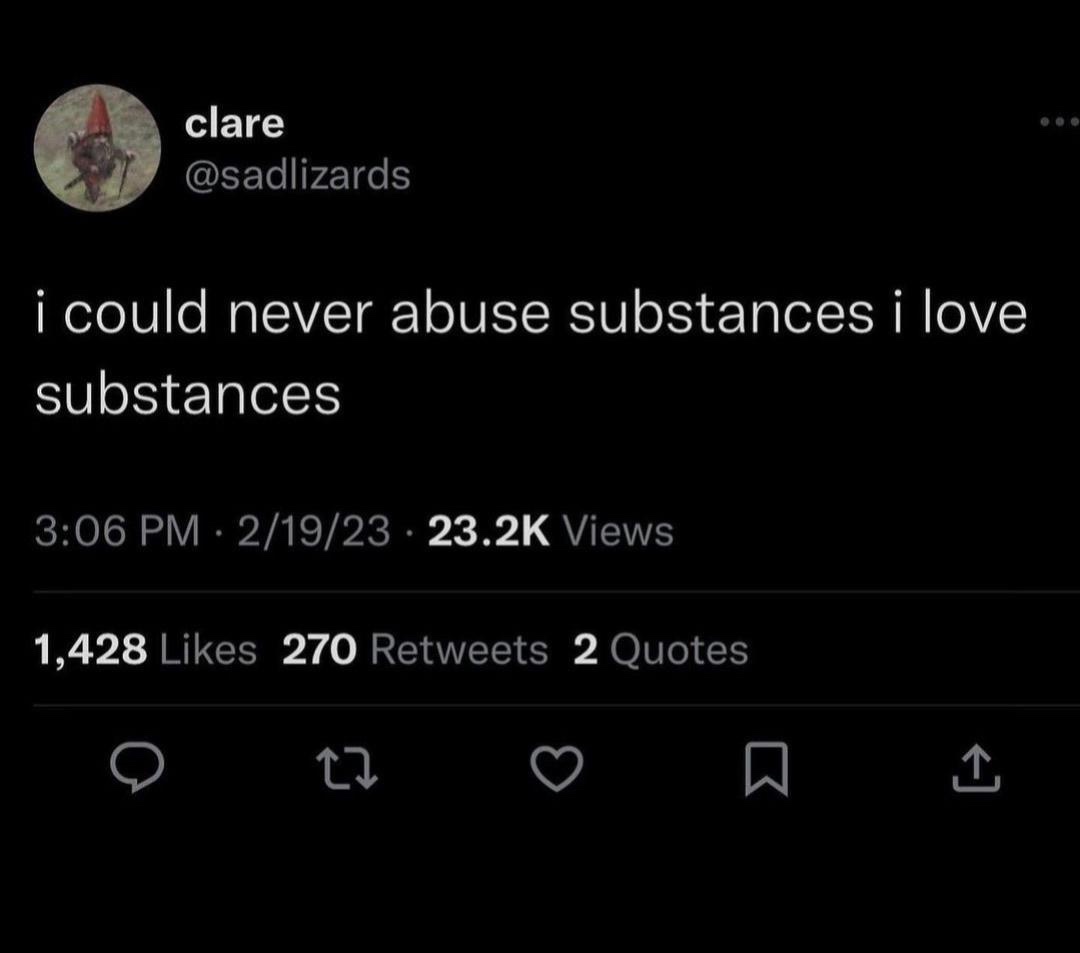 clare
@sadlizards
i could never abuse substances i love
substances
3:06 PM · 2/19/23 · 23.2K Views
1,428 Likes 270 Retweets 2 Quotes